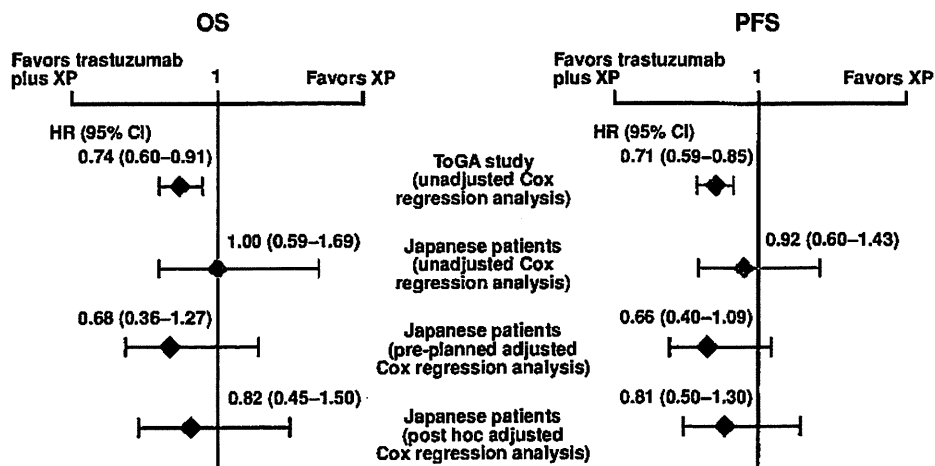 OS
PFS
Favors trastuzumab
plus XP
1
Favors XP
Favors trastuzumab
plus XP
1
Favors XP
HR (95% CI)
0.74 (0.60–0.91)
ToGA study
(unadjusted Cox
regression analysis)
HR (95% CI)
0.71 (0.59–0.85)
1.00 (0.59–1.69)
Japanese patients
(unadjusted Cox
regression analysis)
0.92 (0.60–1.43)
0.68 (0.36–1.27)
Japanese patients
(pre-planned adjusted
Cox regression analysis)
0.66 (0.40–1.09)
0.82 (0.45–1.50)
Japanese patients
(post hoc adjusted
Cox regression analysis)
0.81 (0.50–1.30)